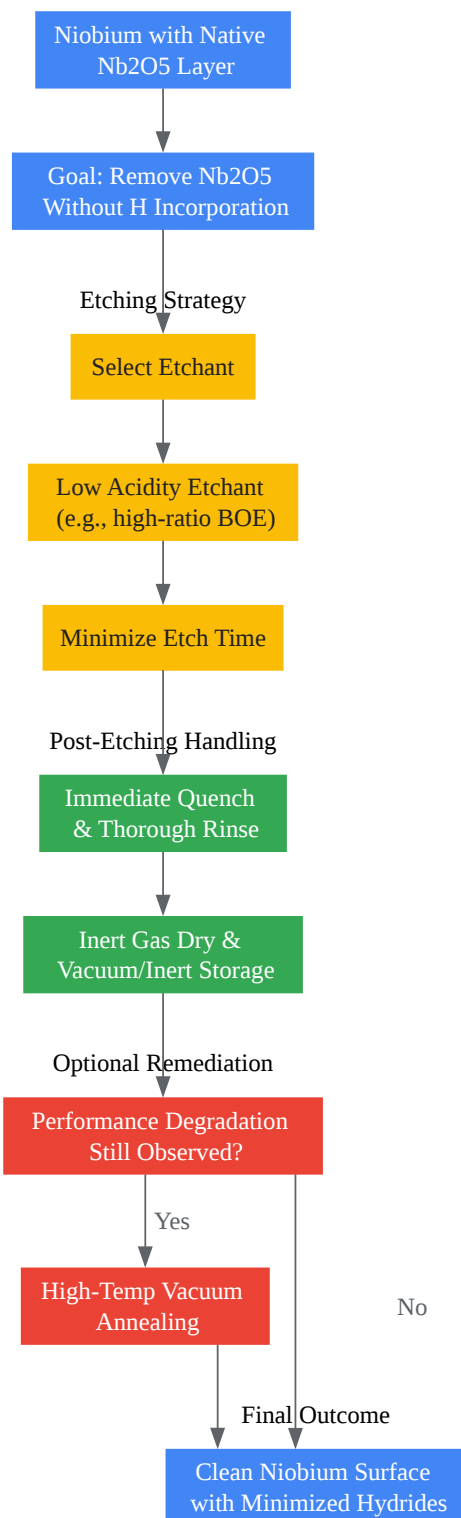 Niobium with Native
Nb2O5 Layer
Goal: Remove Nb2O5
Without H Incorporation
Etching Strategy
Select Etchant
Low Acidity Etchant
(e.g., high-ratio BOE)
Minimize Etch Time
Post-Etching Handling
Immediate Quench
& Thorough Rinse
Inert Gas Dry &
Vacuum/Inert Storage
Optional Remediation
Performance Degradation
Still Observed?
Yes
High-Temp Vacuum
Annealing
No
Final Outcome
Clean Niobium Surface
with Minimized Hydrides